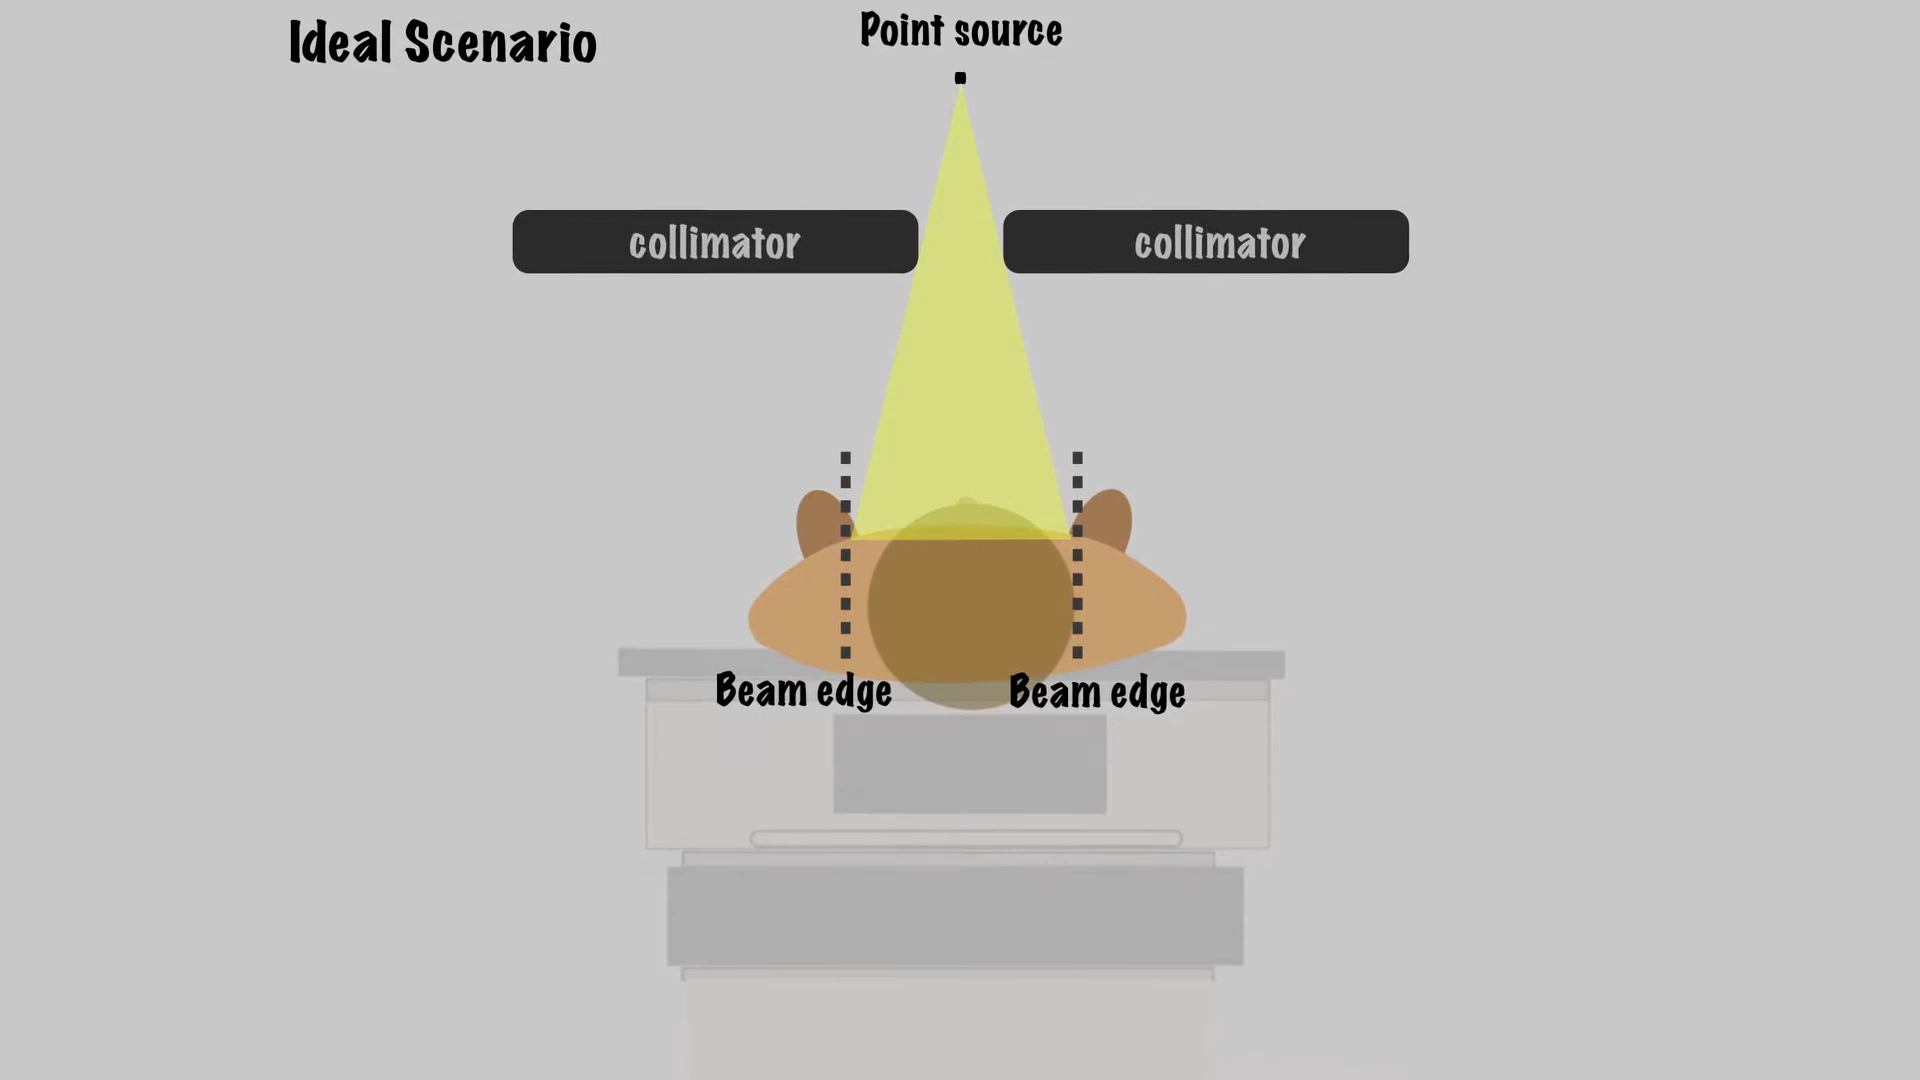 Ideal Scenario
Point source
collimator
collimator
Beam edge
Beam edge